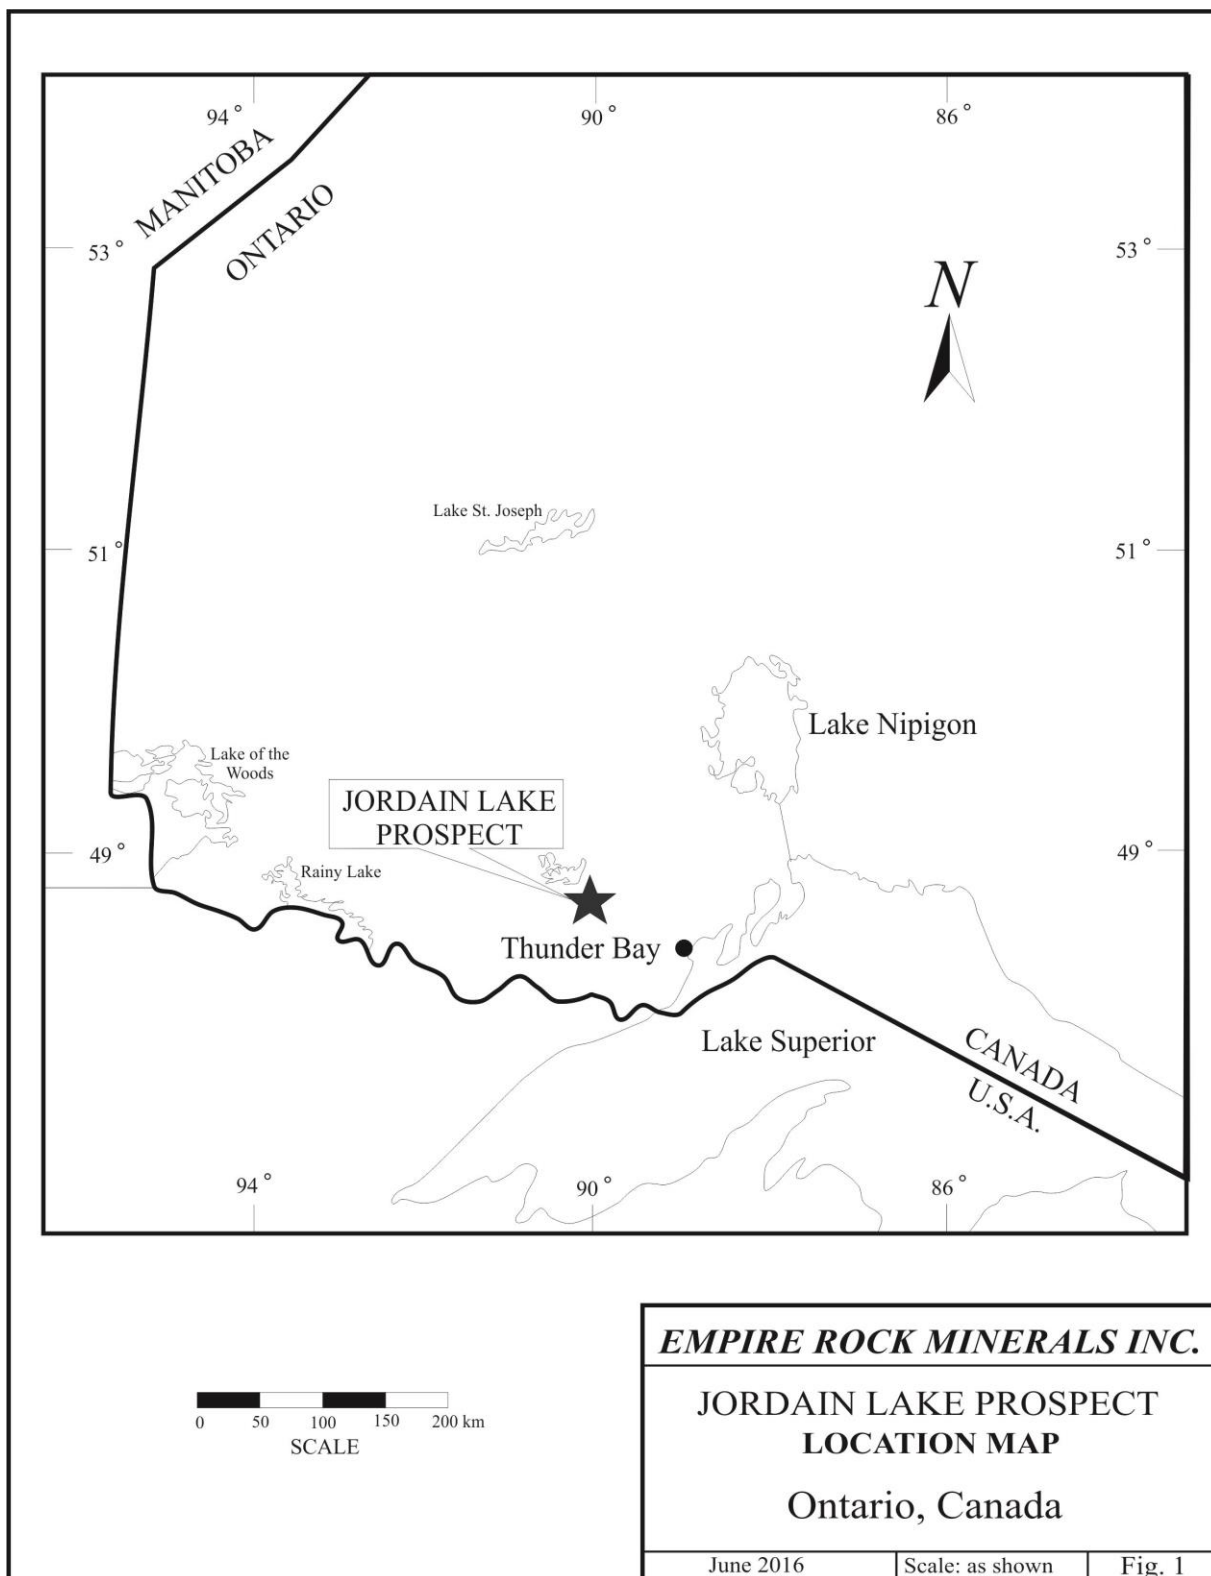 94° 90° 86°
MANITOBA
ONTARIO
53° 53°
N
Lake St. Joseph
51° 51°
Lake Nipigon
Lake of the
Woods
JORDAIN LAKE
PROSPECT
49° 49°
Rainy Lake
Thunder Bay
Lake Superior
CANADA
U.S.A.
94° 90° 86°
0 50 100 150 200 km
SCALE
EMPIRE ROCK MINERALS INC.
JORDAIN LAKE PROSPECT
LOCATION MAP
Ontario, Canada
June 2016 Scale: as shown Fig. 1